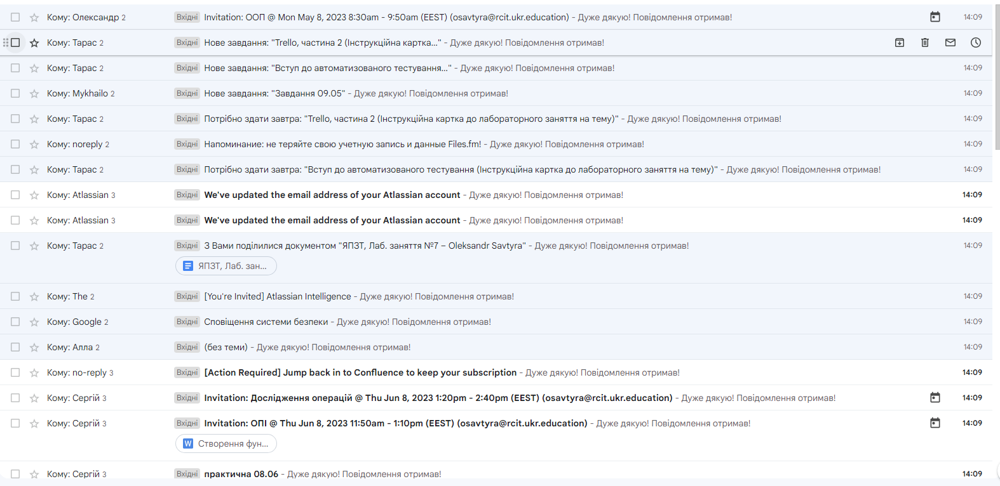 Кому: Олександр 2 Вхідні Invitation: ООП @ Mon May 8, 2023 8:30am - 9:50am (EEST) (osavtyra@rcit.ukr.education) - Дуже дякую! Повідомлення отримав! 14:09
Кому: Тарас 2 Вхідні Нове завдання: "Trello, частина 2 (Інструкційна картка..." - Дуже дякую! Повідомлення отримав!
Кому: Тарас 2 Вхідні Нове завдання: "Вступ до автоматизованого тестування..." - Дуже дякую! Повідомлення отримав! 14:09
Кому: Mykhailo 2 Вхідні Нове завдання: "Завдання 09.05" - Дуже дякую! Повідомлення отримав! 14:09
Кому: Тарас 2 Вхідні Потрібно здати завтра: "Trello, частина 2 (Інструкційна картка до лабораторного заняття на тему)" - Дуже дякую! Повідомлення отримав! 14:09
Кому: noreply 2 Вхідні Напоминание: не теряйте свою учетную запись и данные Files.fm! - Дуже дякую! Повідомлення отримав! 14:09
Кому: Тарас 2 Вхідні Потрібно здати завтра: "Вступ до автоматизованого тестування (Інструкційна картка до лабораторного заняття на тему)" - Дуже дякую! Повідомлення отримав! 14:09
Кому: Atlassian 3 Вхідні We've updated the email address of your Atlassian account - Дуже дякую! Повідомлення отримав! 14:09
Кому: Atlassian 3 Вхідні We've updated the email address of your Atlassian account - Дуже дякую! Повідомлення отримав! 14:09
Кому: Тарас 2 Вхідні З Вами поділилися документом "ЯПЗТ, Лаб. заняття №7 – Oleksandr Savtyra" - Дуже дякую! Повідомлення отримав! 14:09
ЯПЗТ, Лаб. зан...
Кому: The 2 Вхідні [You're Invited] Atlassian Intelligence - Дуже дякую! Повідомлення отримав! 14:09
Кому: Google 2 Вхідні Сповіщення системи безпеки - Дуже дякую! Повідомлення отримав! 14:09
Кому: Алла 2 Вхідні (без теми) - Дуже дякую! Повідомлення отримав! 14:09
Кому: no-reply 3 Вхідні [Action Required] Jump back in to Confluence to keep your subscription - Дуже дякую! Повідомлення отримав! 14:09
Кому: Сергій 3 Вхідні Invitation: Дослідження операцій @ Thu Jun 8, 2023 1:20pm - 2:40pm (EEST) (osavtyra@rcit.ukr.education) - Дуже дякую! Повідомлення отримав! 14:09
Кому: Сергій 3 Вхідні Invitation: ОПІ @ Thu Jun 8, 2023 11:50am - 1:10pm (EEST) (osavtyra@rcit.ukr.education) - Дуже дякую! Повідомлення отримав! 14:09
W Створення фун...
Кому: Сергій 3 Вхідні практична 08.06 - Дуже дякую! Повідомлення отримав! 14:09